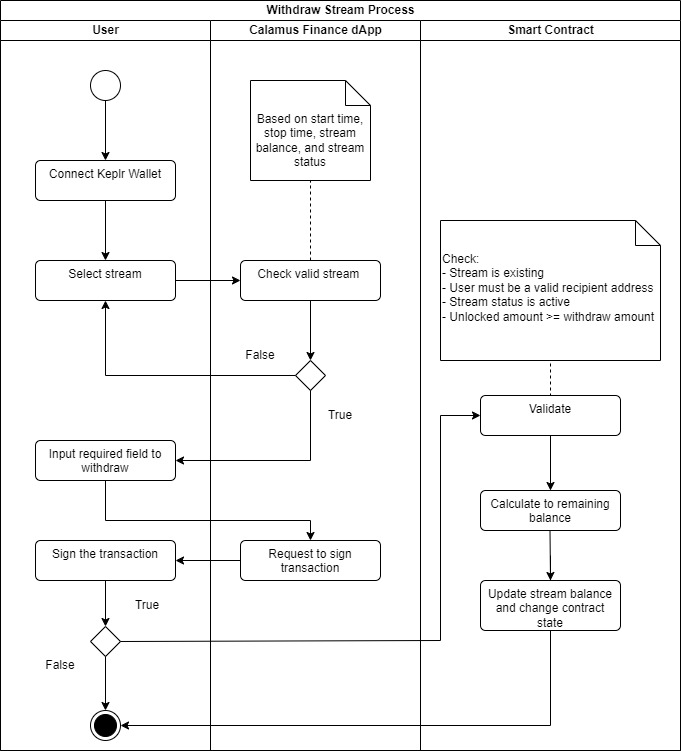 Withdraw Stream Process
User
Calamus Finance dApp
Smart Contract
Based on start time,
stop time, stream
balance, and stream
status
Connect Keplr Wallet
Check:
- Stream is existing
- User must be a valid recipient address
- Stream status is active
- Unlocked amount >= withdraw amount
Select stream
Check valid stream
False
True
Validate
Input required field to
withdraw
Calculate to remaining
balance
Sign the transaction
Request to sign
transaction
True
Update stream balance
and change contract
state
False